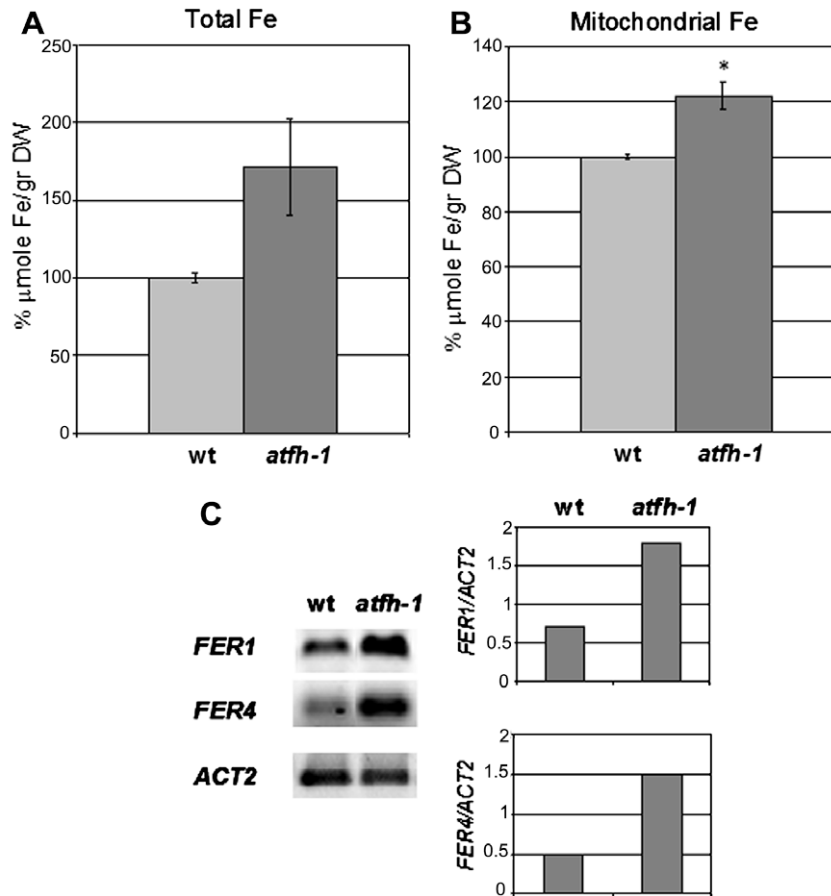 A
Total Fe
% μmole Fe/gr DW
250
200
150
100
50
0
wt
atfh-1
B
Mitochondrial Fe
% μmole Fe/gr DW
140
120
100
80
60
40
20
0
*
wt
atfh-1
C
wt atfh-1
FER1
FER4
ACT2
wt atfh-1
FER1/ACT2
2
1.5
1
0.5
0
FER4/ACT2
2
1.5
1
0.5
0